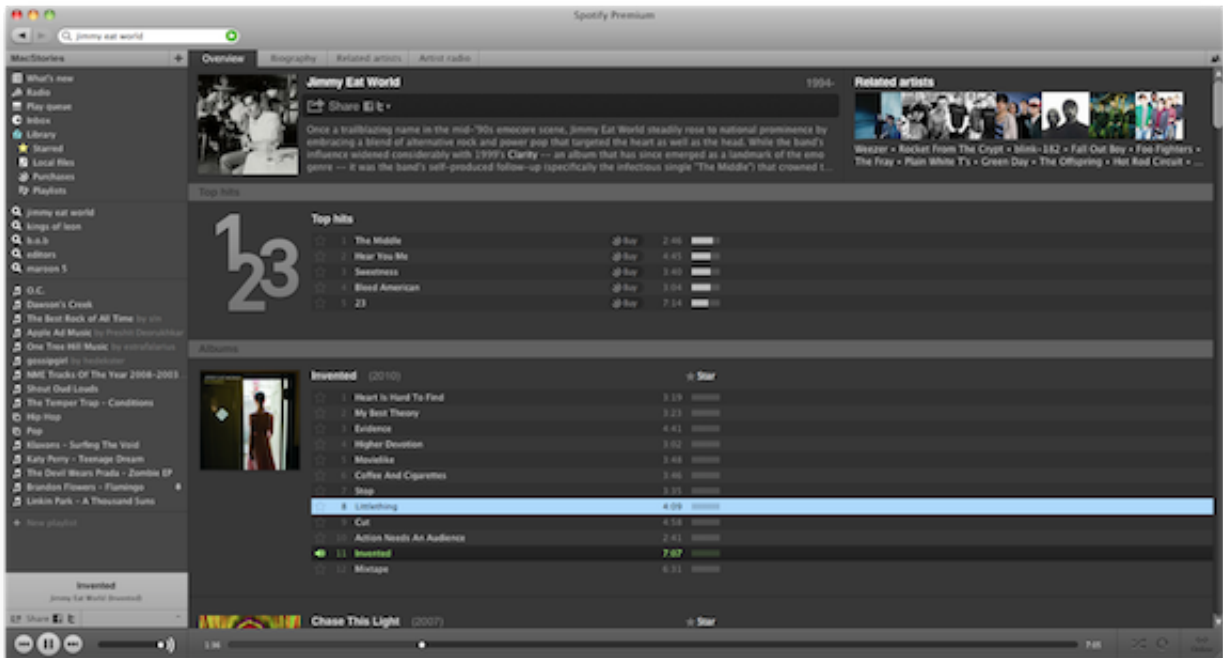 Spotify Premium
jimmy eat world
MacStories
Overview Biography Related artists Artist radio
What's new
Radio
Play queue
Inbox
Library
Starred
Local files
Purchases
Playlists
jimmy eat world
kings of leon
b.o.b
editors
maroon 5
O.C.
Dawson's Creek
The Best Rock of All Time by
Apple Ad Music by
One Tree Hill Music by
gossipgirl by
NME Tracks Of The Year 2008-2003
Shout Oud Louds
The Temper Trap - Conditions
Hip Hop
Pop
Klaxons - Surfing The Void
Katy Perry - Teenage Dream
The Devil Wears Prada - Zombie EP
Brandon Flowers - Flamingo
Linkin Park - A Thousand Suns
New playlist
Invented
Jimmy Eat World (Invented)
Share
Jimmy Eat World 1994-
Share
Once a trailblazing name in the mid-'90s emocore scene, Jimmy Eat World steadily rose to national prominence by
embracing a blend of alternative rock and power pop that targeted the heart as well as the head. While the band's
influence widened considerably with 1999's Clarity -- an album that has since emerged as a landmark of the emo
genre -- it was the band's self-produced follow-up (specifically the infectious single "The Middle") that crowned t...
Related artists
Weezer • Rocket From The Crypt • blink-182 • Fall Out Boy • Foo Fighters •
The Fray • Plain White T's • Green Day • The Offspring • Hot Rod Circuit • ...
Top hits
123
Top hits
1 The Middle Buy 2:46
2 Hear You Me Buy 4:45
3 Sweetness Buy 3:40
4 Bleed American Buy 3:04
5 23 Buy 7:14
Albums
Invented (2010) Star
1 Heart Is Hard To Find 3:19
2 My Best Theory 3:23
3 Evidence 4:41
4 Higher Devotion 3:02
5 Movielike 3:48
6 Coffee And Cigarettes 3:46
7 Stop 3:35
8 Littlething 4:09
9 Cut 4:58
10 Action Needs An Audience 2:41
11 Invented 7:07
12 Mixtape 6:31
Chase This Light (2007) Star
1:36